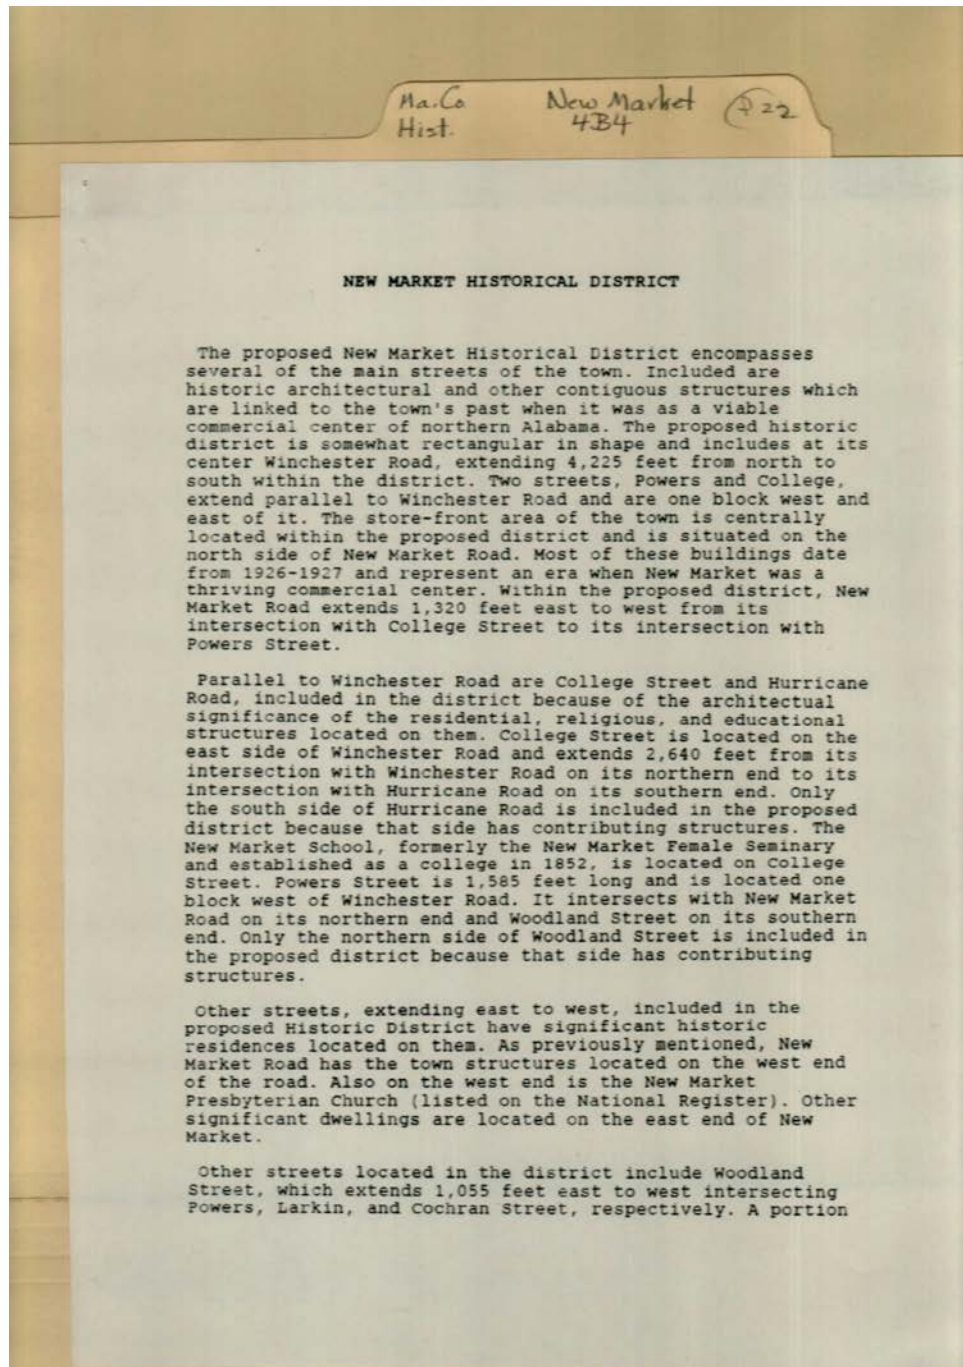 Ma.Co New Market P22
Hist. 4B4
NEW MARKET HISTORICAL DISTRICT
The proposed New Market Historical District encompasses
several of the main streets of the town. Included are
historic architectural and other contiguous structures which
are linked to the town's past when it was as a viable
commercial center of northern Alabama. The proposed historic
district is somewhat rectangular in shape and includes at its
center Winchester Road, extending 4,225 feet from north to
south within the district. Two streets, Powers and College,
extend parallel to Winchester Road and are one block west and
east of it. The store-front area of the town is centrally
located within the proposed district and is situated on the
north side of New Market Road. Most of these buildings date
from 1926-1927 and represent an era when New Market was a
thriving commercial center. Within the proposed district, New
Market Road extends 1,320 feet east to west from its
intersection with College Street to its intersection with
Powers Street.
Parallel to Winchester Road are College Street and Hurricane
Road, included in the district because of the architectual
significance of the residential, religious, and educational
structures located on them. College Street is located on the
east side of Winchester Road and extends 2,640 feet from its
intersection with Winchester Road on its northern end to its
intersection with Hurricane Road on its southern end. Only
the south side of Hurricane Road is included in the proposed
district because that side has contributing structures. The
New Market School, formerly the New Market Female Seminary
and established as a college in 1852, is located on College
Street. Powers Street is 1,585 feet long and is located one
block west of Winchester Road. It intersects with New Market
Road on its northern end and Woodland Street on its southern
end. Only the northern side of Woodland Street is included in
the proposed district because that side has contributing
structures.
Other streets, extending east to west, included in the
proposed Historic District have significant historic
residences located on them. As previously mentioned, New
Market Road has the town structures located on the west end
of the road. Also on the west end is the New Market
Presbyterian Church (listed on the National Register). Other
significant dwellings are located on the east end of New
Market.
Other streets located in the district include Woodland
Street, which extends 1,055 feet east to west intersecting
Powers, Larkin, and Cochran Street, respectively. A portion